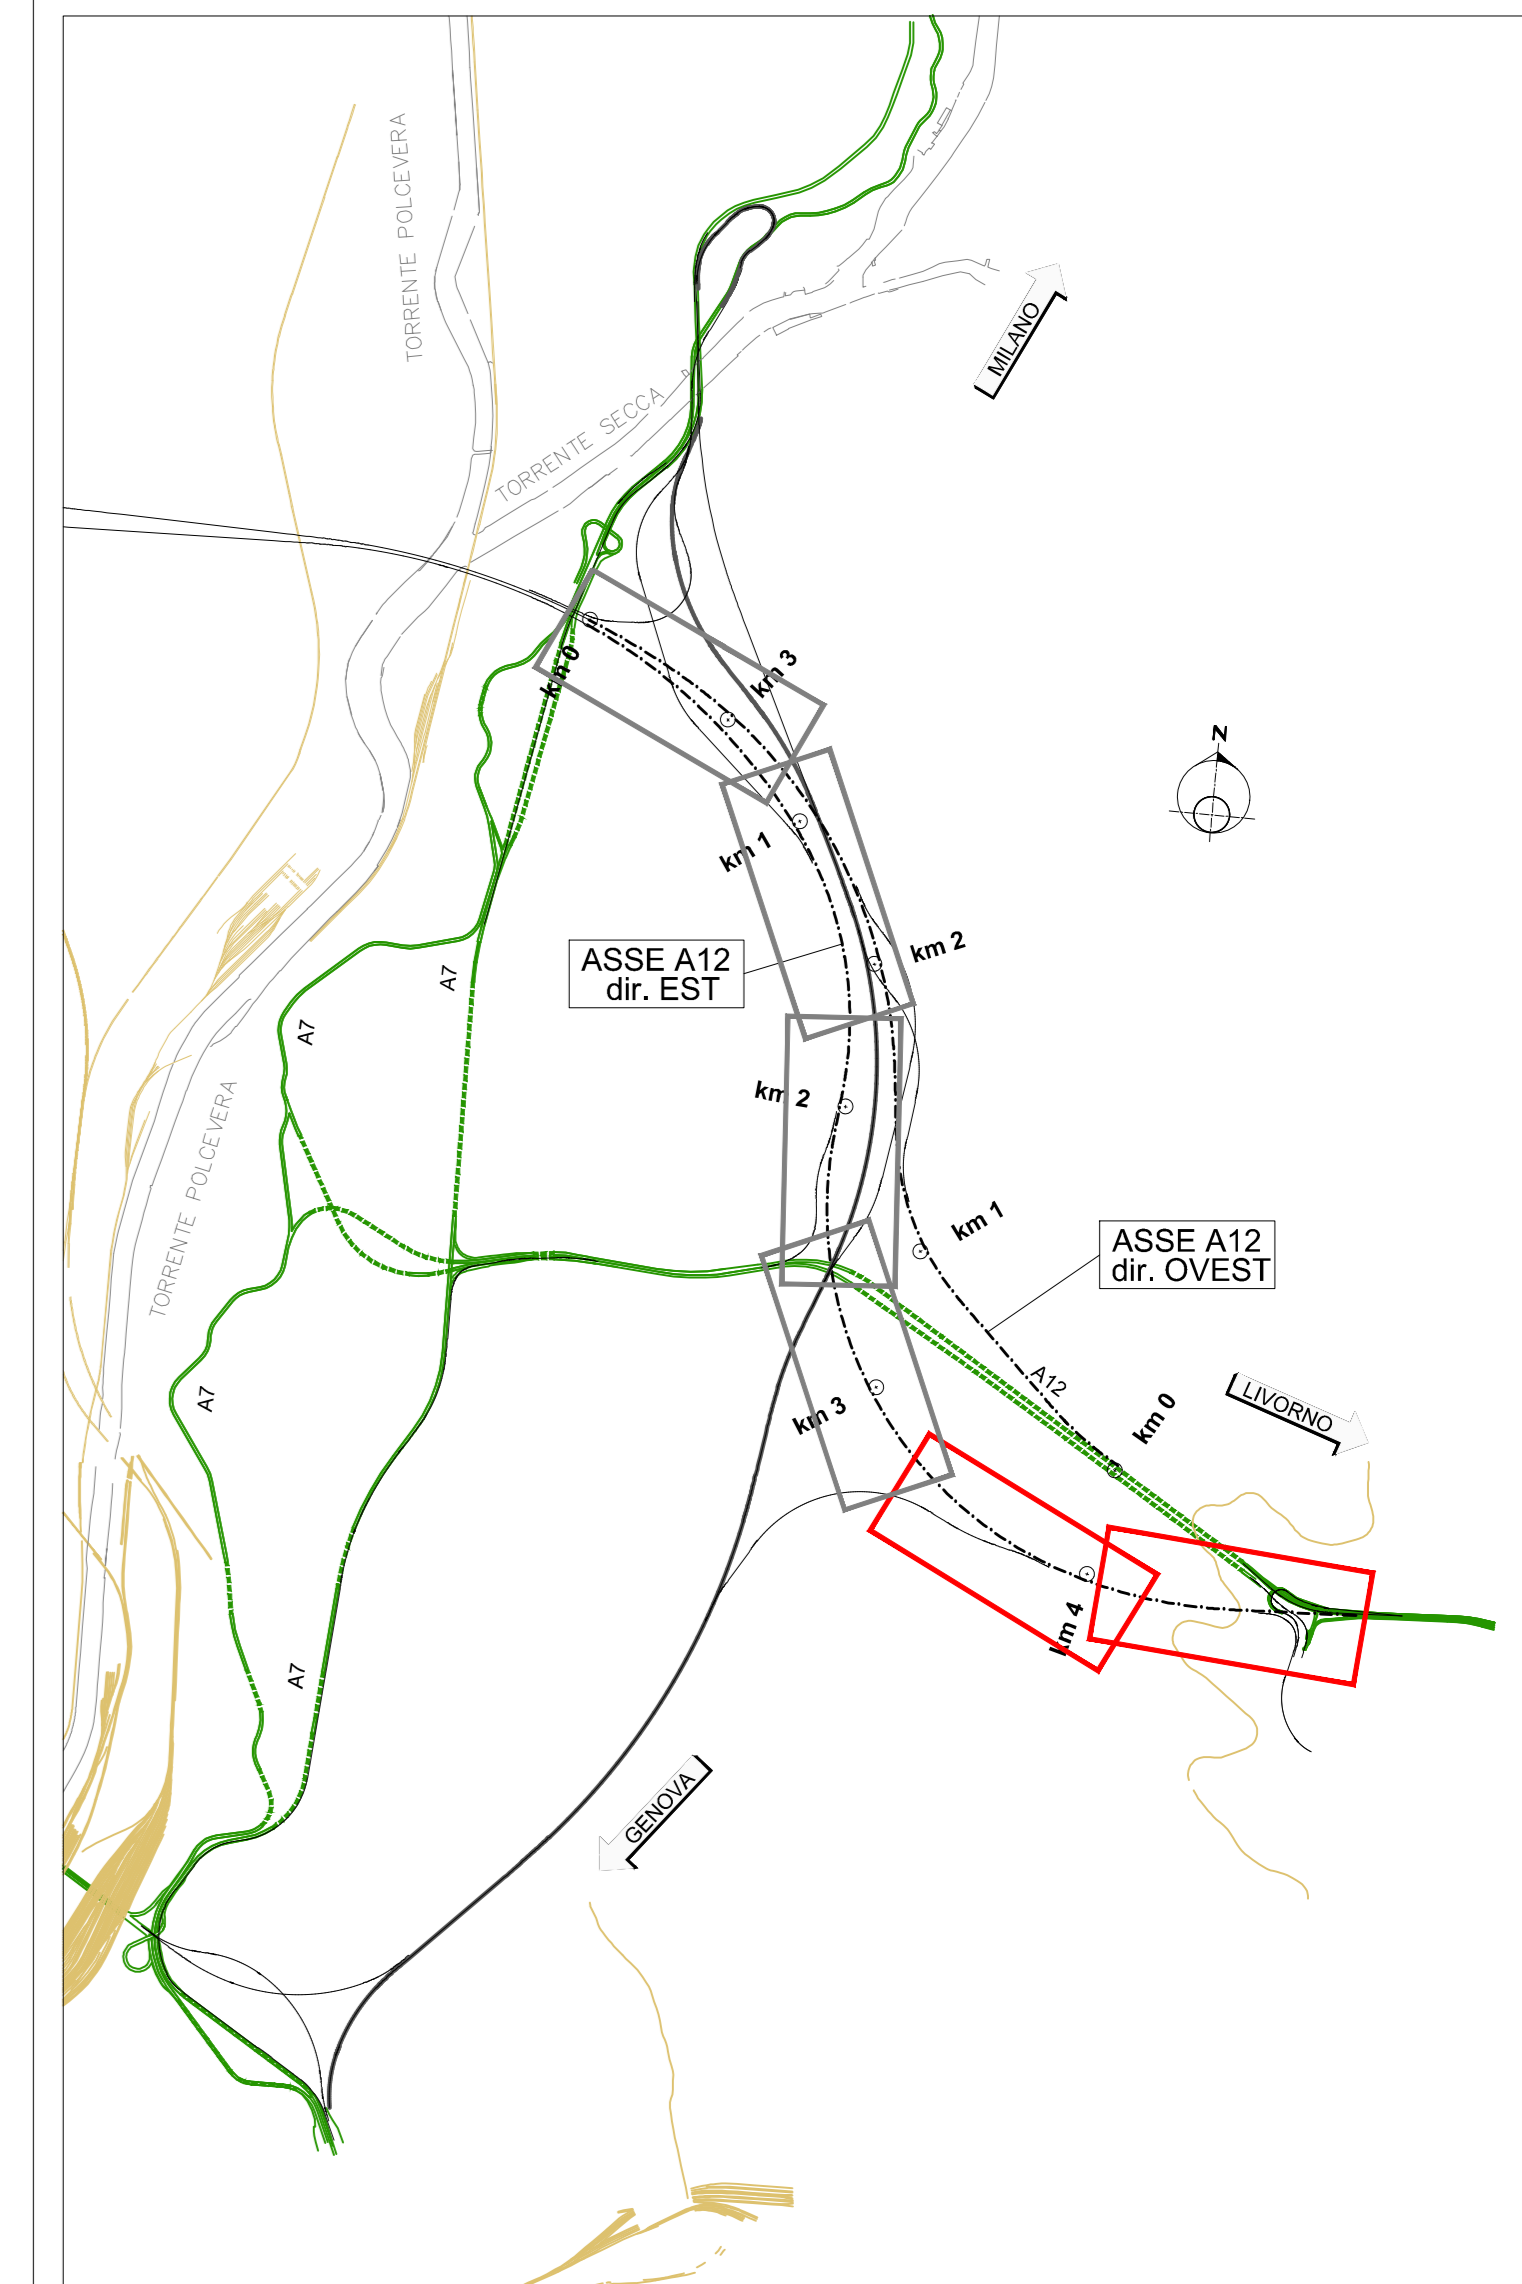 TORRENTE POLCEVERA
MILANO
TORRENTE SECCA
km 0
km 3
N
km 1
km 2
ASSE A12
dir. EST
A7
A7
km 2
TORRENTE POLCEVERA
km 1
ASSE A12
dir. OVEST
A12
LIVORNO
km 0
A7
km 3
km 4
A7
GENOVA